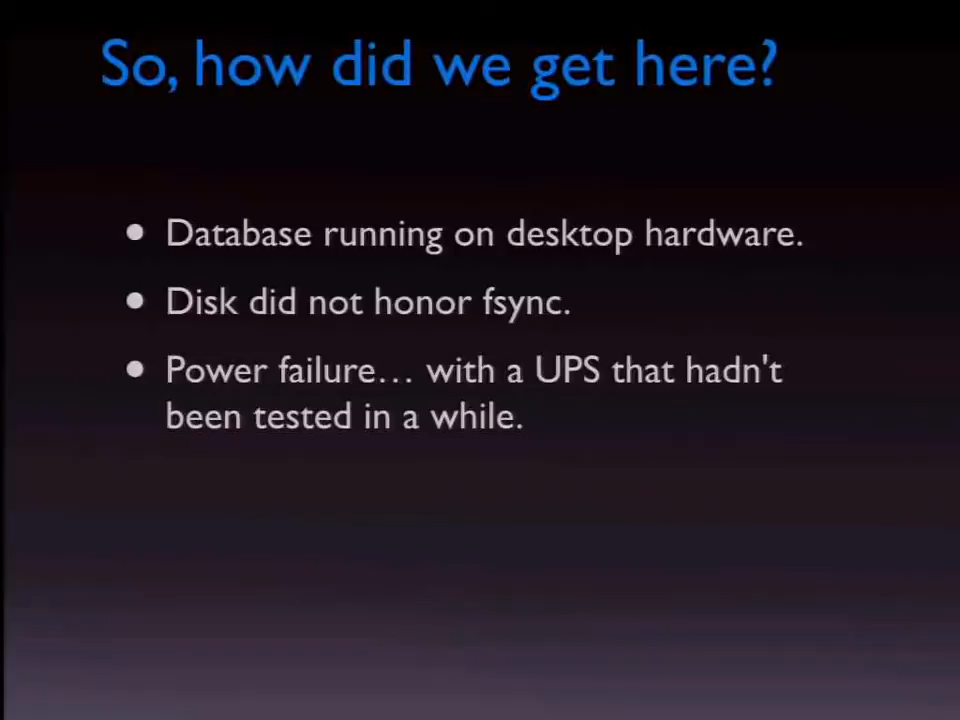 So, how did we get here?
• Database running on desktop hardware.
• Disk did not honor fsync.
• Power failure… with a UPS that hadn't
been tested in a while.